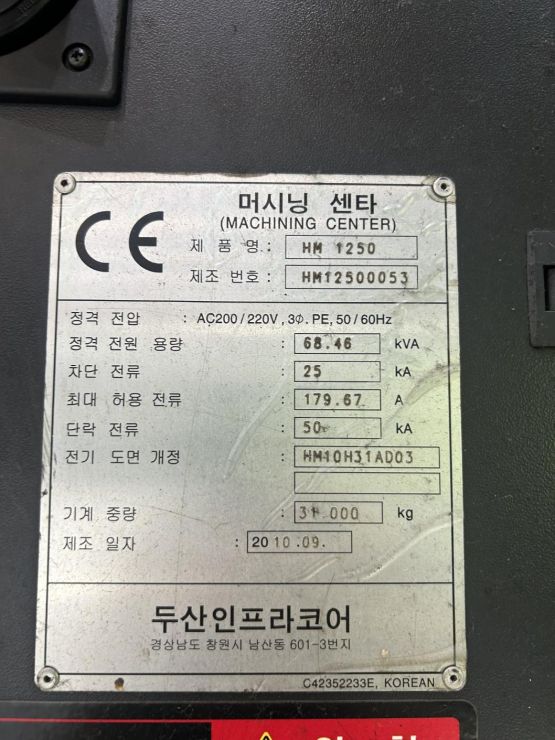 CE
머시닝 센타
(MACHINING CENTER)
제 품 명 : HM 1250
제조 번호 : HM12500053
정격 전압 : AC200/220V , 3Φ. PE, 50/60Hz
정격 전원 용량 : 68.46 kVA
차단 전류 : 25 kA
최대 허용 전류 : 179.67 A
단락 전류 : 50 kA
전기 도면 개정 : HM10H31AD03
기계 중량 : 31 000 kg
제조 일자 : 2010.09.
두산인프라코어
경상남도 창원시 남산동 601-3번지
C42352233E, KOREAN